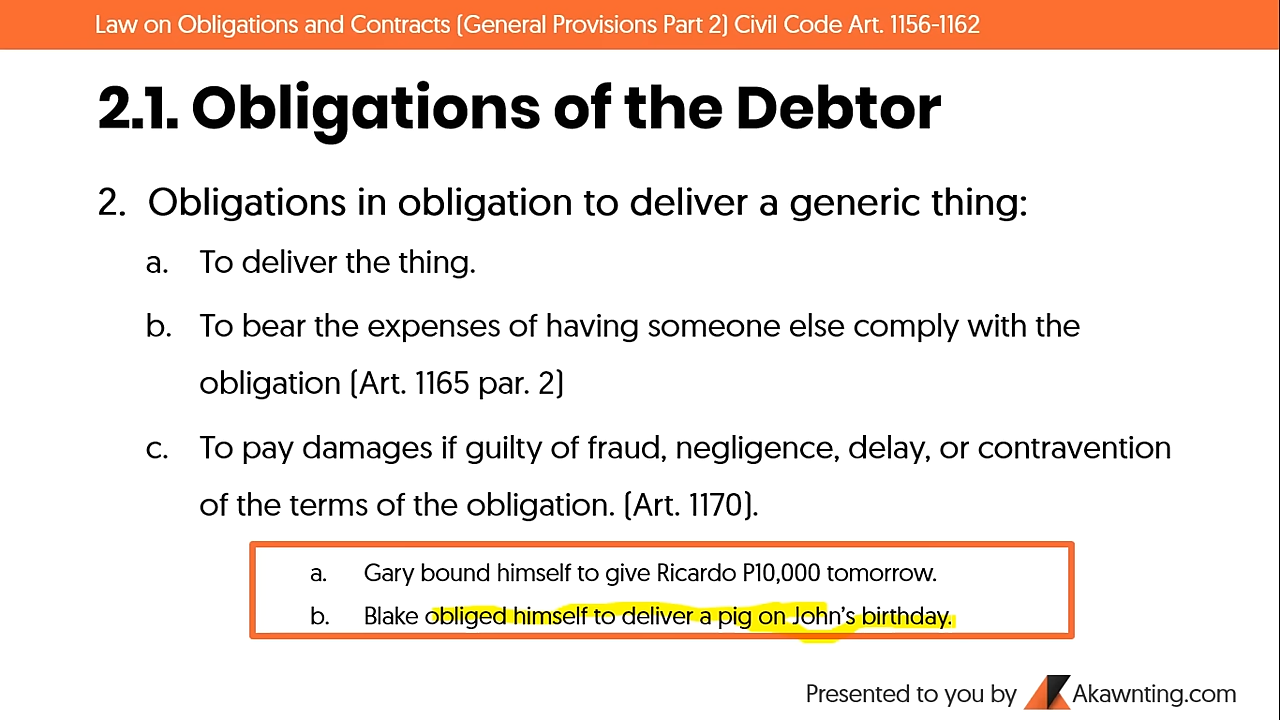 Law on Obligations and Contracts (General Provisions Part 2) Civil Code Art. 1156-1162
2.1. Obligations of the Debtor
2. Obligations in obligation to deliver a generic thing:
a. To deliver the thing.
b. To bear the expenses of having someone else comply with the
obligation (Art. 1165 par. 2)
c. To pay damages if guilty of fraud, negligence, delay, or contravention
of the terms of the obligation. (Art. 1170).
a. Gary bound himself to give Ricardo P10,000 tomorrow.
b. Blake obliged himself to deliver a pig on John's birthday.
Presented to you by Akawnting.com